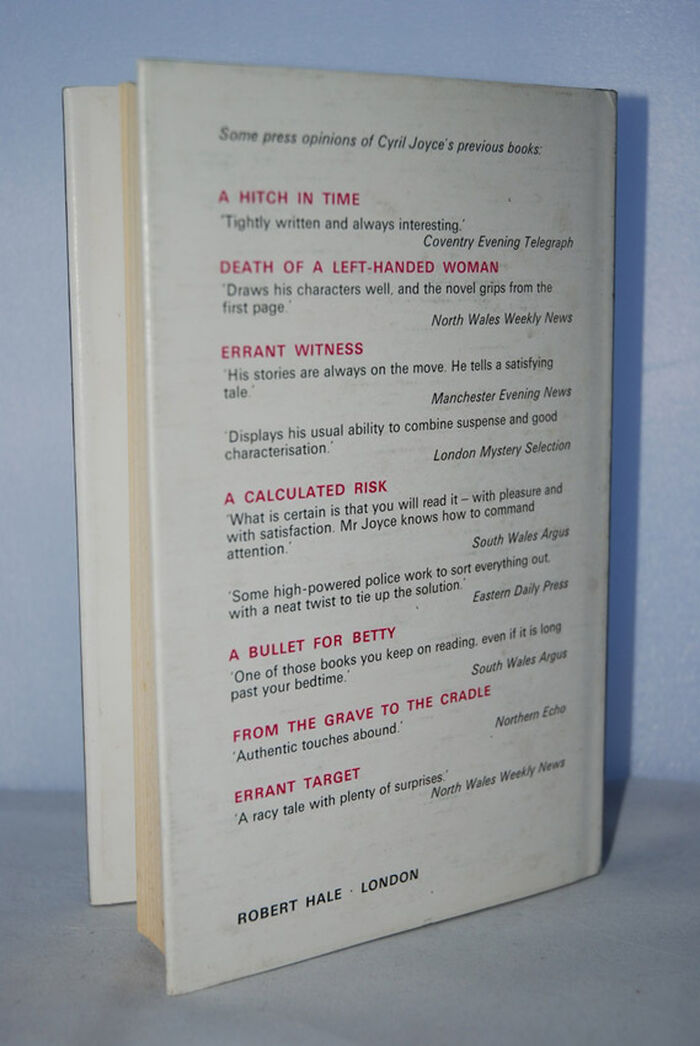 Some press opinions of Cyril Joyce's previous books:
A HITCH IN TIME
'Tightly written and always interesting.'
Coventry Evening Telegraph
DEATH OF A LEFT-HANDED WOMAN
'Draws his characters well, and the novel grips from the
first page.'
North Wales Weekly News
ERRANT WITNESS
'His stories are always on the move. He tells a satisfying
tale.'
Manchester Evening News
'Displays his usual ability to combine suspense and good
characterisation.'
London Mystery Selection
A CALCULATED RISK
'What is certain is that you will read it – with pleasure and
with satisfaction. Mr Joyce knows how to command
attention.'
South Wales Argus
'Some high-powered police work to sort everything out,
with a neat twist to tie up the solution.'
Eastern Daily Press
A BULLET FOR BETTY
'One of those books you keep on reading, even if it is long
past your bedtime.'
South Wales Argus
FROM THE GRAVE TO THE CRADLE
'Authentic touches abound.'
Northern Echo
ERRANT TARGET
'A racy tale with plenty of surprises.'
North Wales Weekly News
ROBERT HALE · LONDON